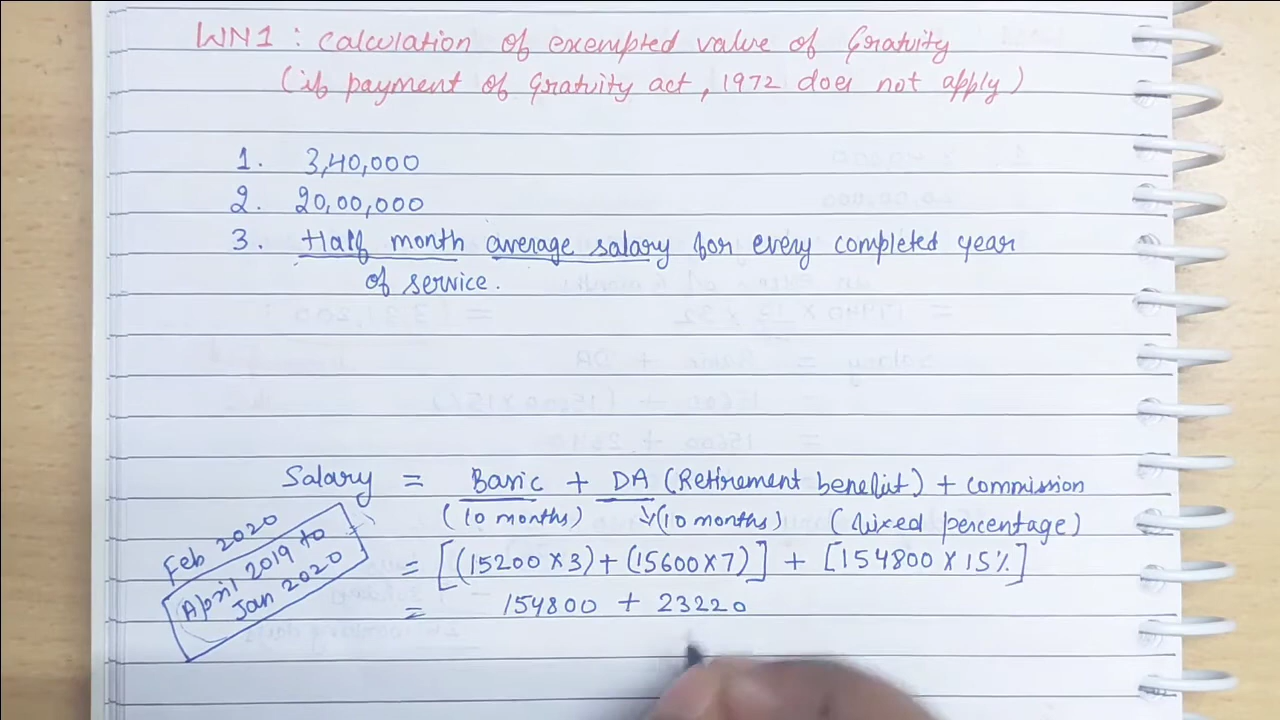 WN1 : Calculation of exempted value of Gratuity
(if payment of Gratuity act, 1972 does not apply)
1. 3,40,000
2. 20,00,000
3. Half month average salary for every completed year
of service.
Salary = Basic + DA (Retirement benefit) + commission
(10 months) ↓(10 months) (fixed percentage)
Feb 2020
April 2019 to
Jan 2020
= [(15200 × 3) + (15600 × 7)] + [154800 × 15%]
= 154800 + 23220